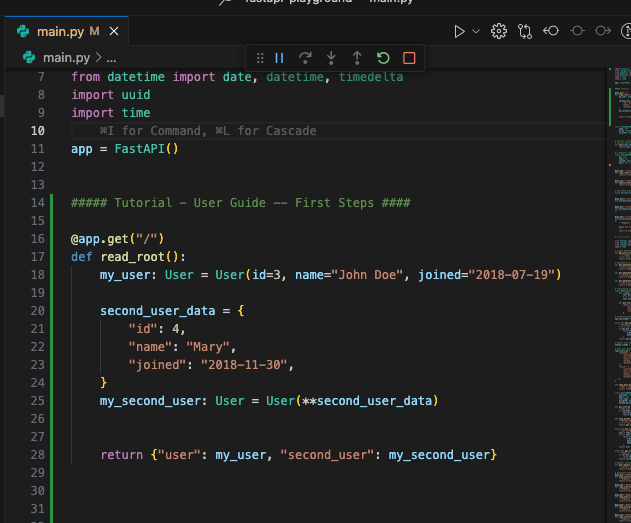 main.py M
main.py > ...
7 from datetime import date, datetime, timedelta
8 import uuid
9 import time
10 ⌘I for Command, ⌘L for Cascade
11 app = FastAPI()
12
13
14 ##### Tutorial - User Guide -- First Steps ####
15
16 @app.get("/")
17 def read_root():
18 my_user: User = User(id=3, name="John Doe", joined="2018-07-19")
19
20 second_user_data = {
21 "id": 4,
22 "name": "Mary",
23 "joined": "2018-11-30",
24 }
25 my_second_user: User = User(**second_user_data)
26
27
28 return {"user": my_user, "second_user": my_second_user}
29
30
31